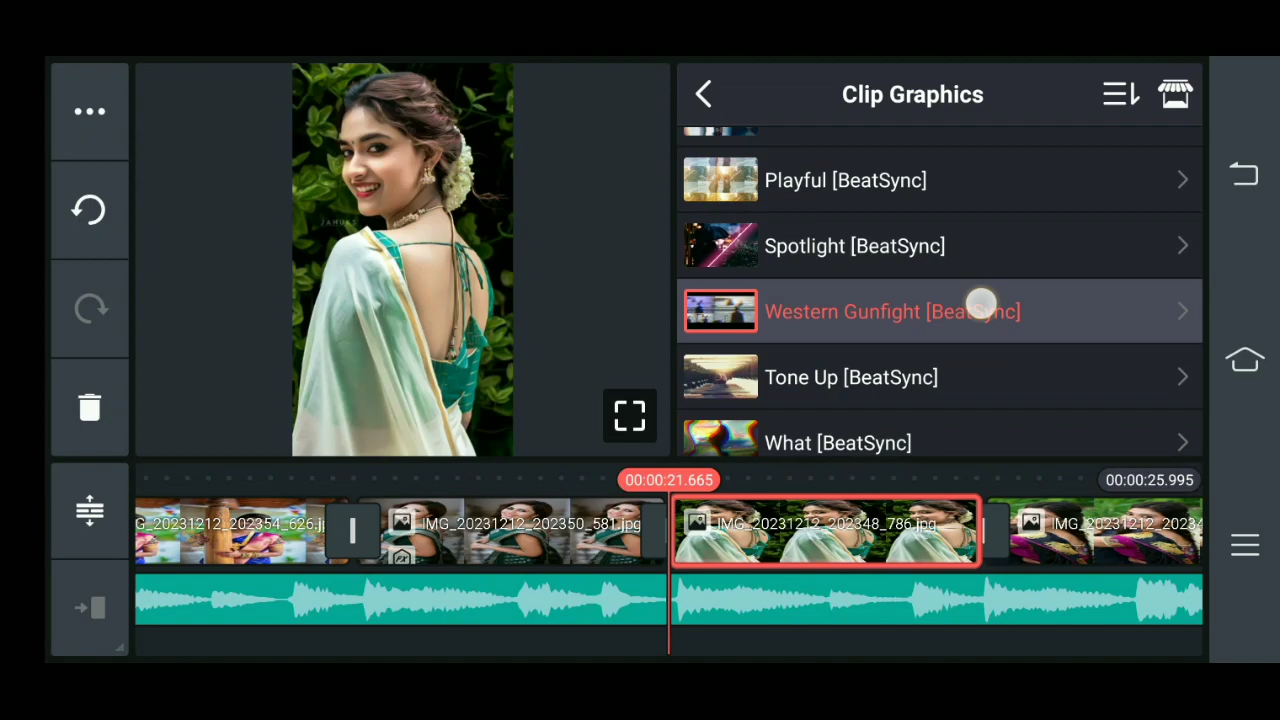 Clip Graphics
Playful [BeatSync]
Spotlight [BeatSync]
Western Gunfight [BeatSync]
Tone Up [BeatSync]
What [BeatSync]
00:00:21.665
00:00:25.995
G_20231212_202354_626.j
IMG_20231212_202350_581.jpg
IMG_20231212_202348_786.jpg
IMG_20231212_20234